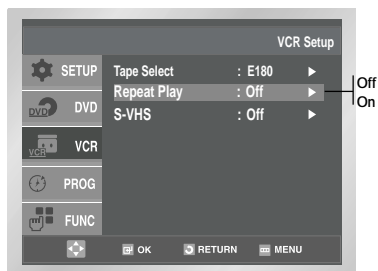 VCR Setup
SETUP
Tape Select : E180
Repeat Play : Off
Off
On
DVD DVD
S-VHS : Off
VCR VCR
PROG
FUNC
OK RETURN MENU